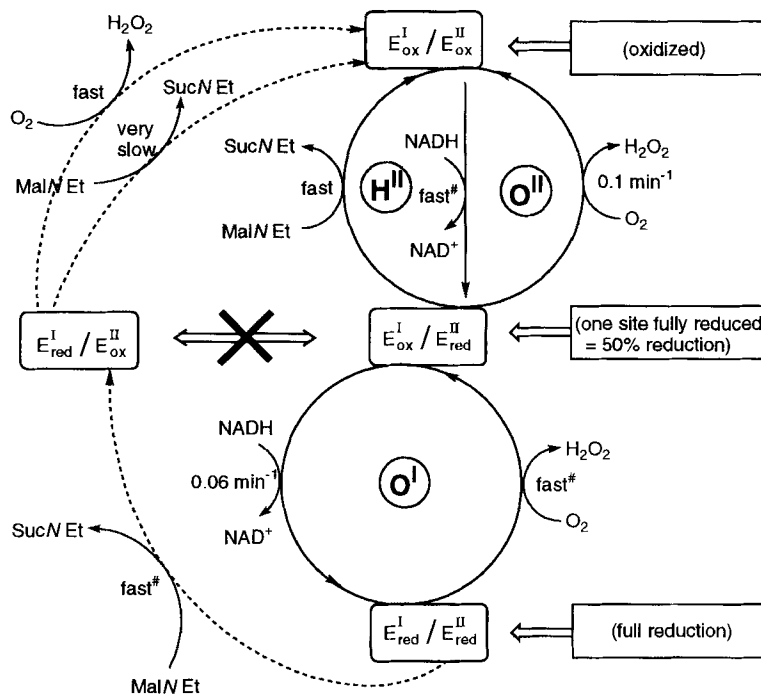 H₂O₂
E^I_ox / E^II_ox
(oxidized)
fast
SucN Et
O₂
very
slow
NADH
H₂O₂
SucN Et
MalN Et
fast
H^II
fast#
O^II
0.1 min⁻¹
O₂
MalN Et
NAD⁺
E^I_red / E^II_ox
E^I_ox / E^II_red
(one site fully reduced
= 50% reduction)
NADH
H₂O₂
0.06 min⁻¹
O^I
fast#
SucN Et
NAD⁺
O₂
fast#
E^I_red / E^II_red
(full reduction)
MalN Et